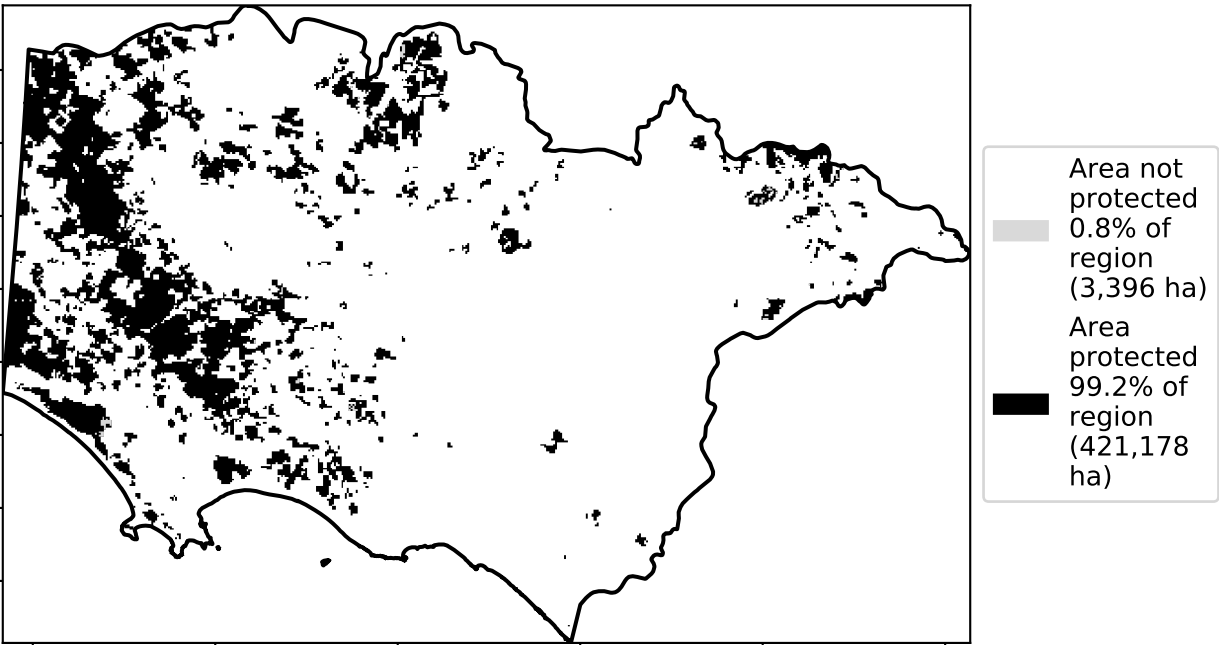 Area not
protected
0.8% of
region
(3,396 ha)
Area
protected
99.2% of
region
(421,178
ha)